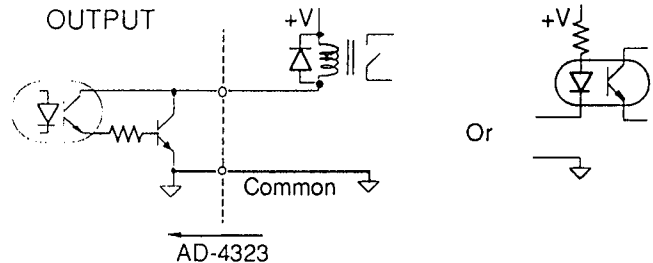 OUTPUT
+V
+V
Or
Common
AD-4323